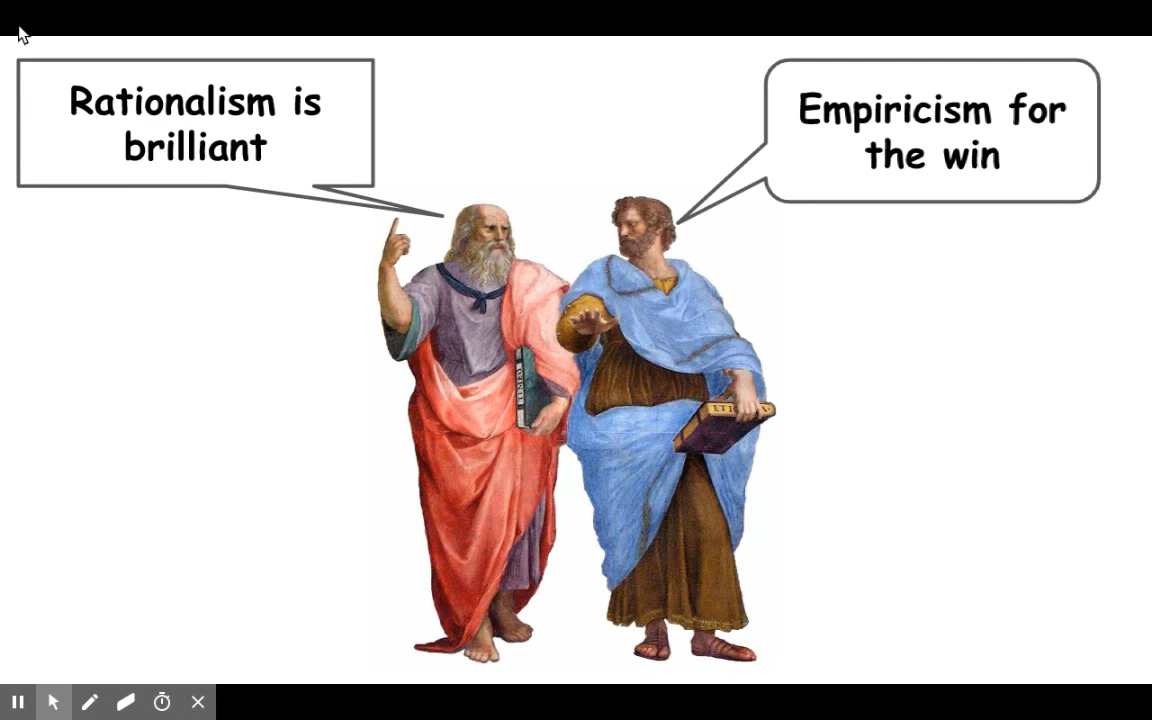 Rationalism is
brilliant
Empiricism for
the win